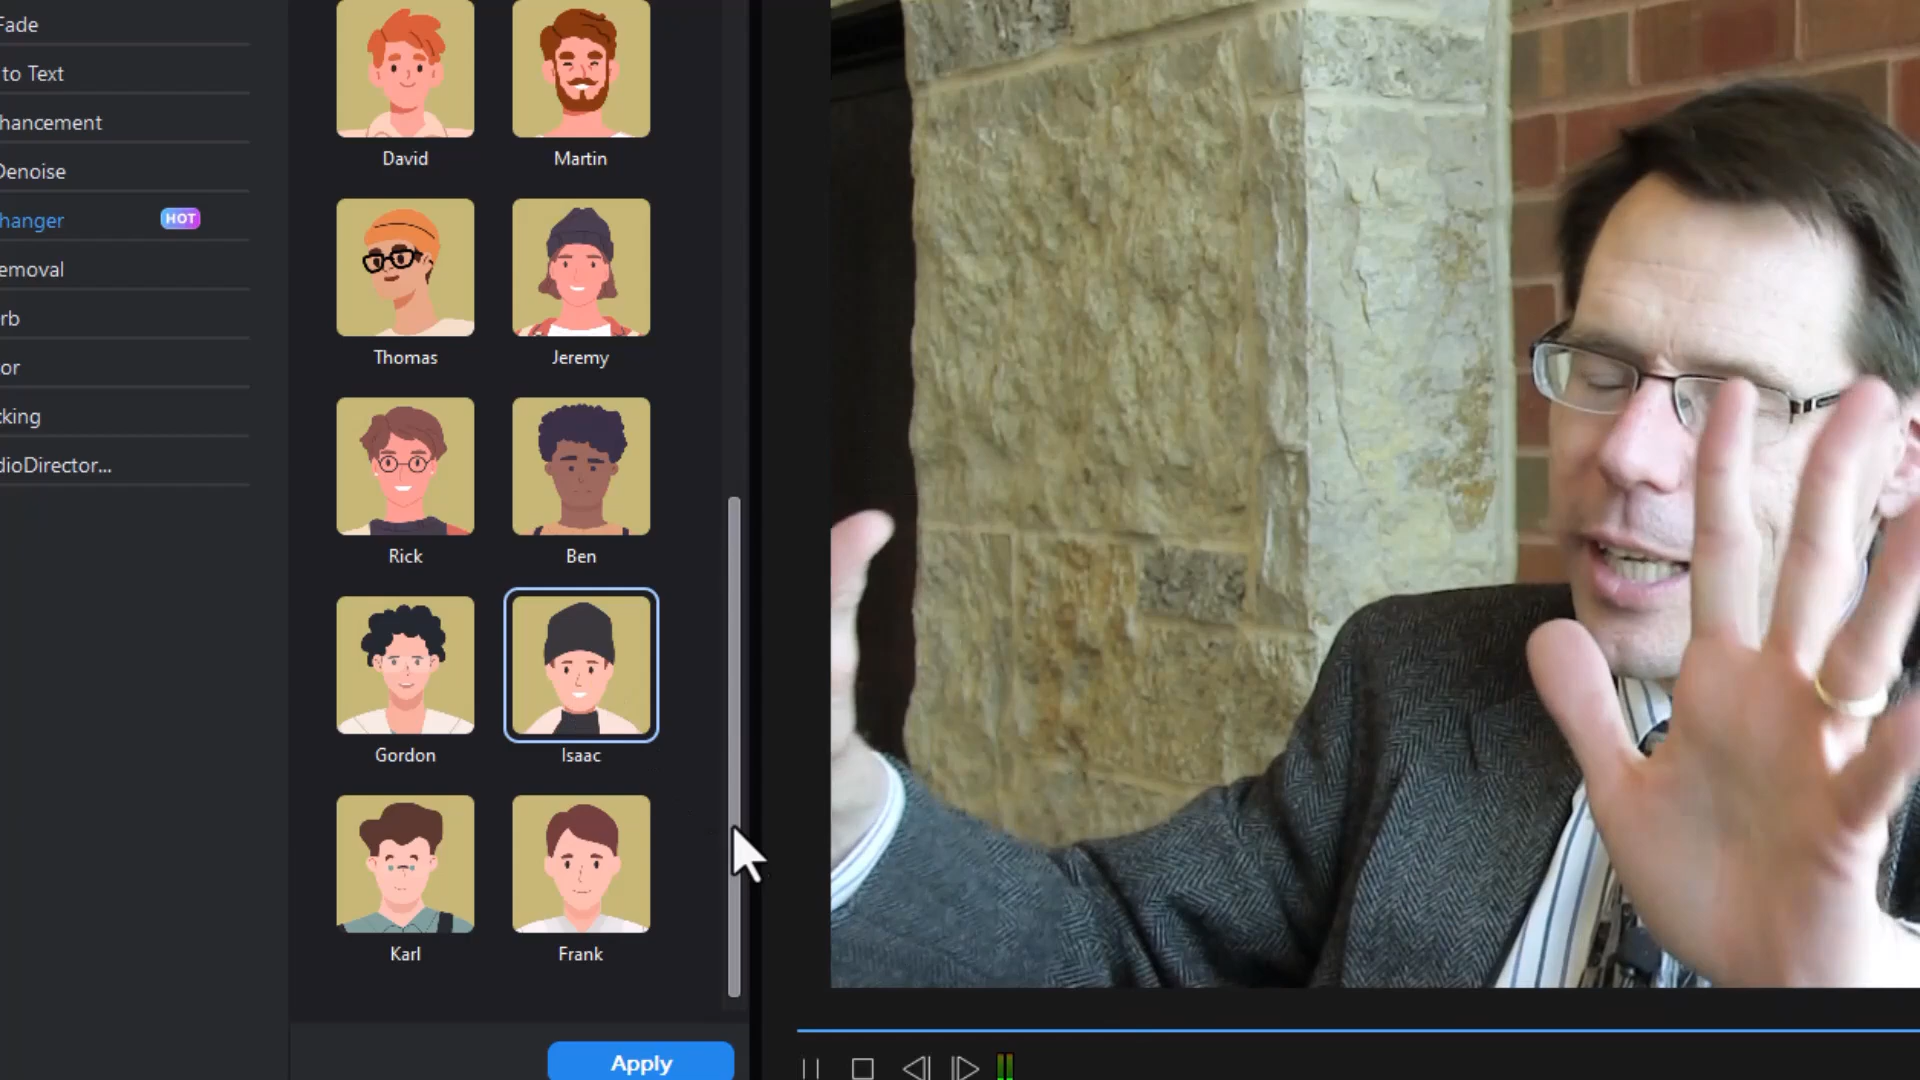 Fade
to Text
hancement
Denoise
hanger
HOT
emoval
rb
or
king
dioDirector...
David
Martin
Thomas
Jeremy
Rick
Ben
Gordon
Isaac
Karl
Frank
Apply